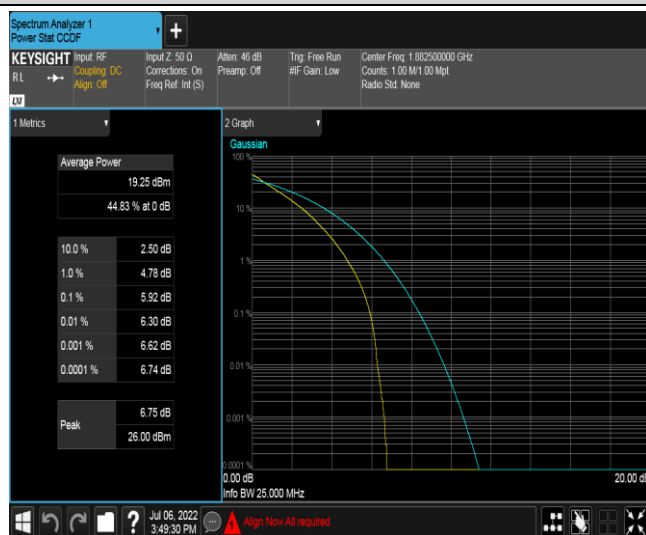 Spectrum Analyzer 1
Power Stat CCDF
+
KEYSIGHT
RL
LXI
Input: RF
Coupling: DC
Align: Off
Input Z: 50 Ω
Corrections: On
Freq Ref: Int (S)
Atten: 46 dB
Preamp: Off
Trig: Free Run
#IF Gain: Low
Center Freq: 1.882500000 GHz
Counts: 1.00 M/1.00 Mpt
Radio Std: None
1 Metrics
Average Power
19.25 dBm
44.83 % at 0 dB
10.0 % 2.50 dB
1.0 % 4.78 dB
0.1 % 5.92 dB
0.01 % 6.30 dB
0.001 % 6.62 dB
0.0001 % 6.74 dB
Peak
6.75 dB
26.00 dBm
2 Graph
Gaussian
100 %
10 %
1 %
0.1 %
0.01 %
0.001 %
0.0001 %
0.00 dB
20.00 d
Info BW 25.000 MHz
?
Jul 06, 2022
3:49:30 PM
Align Now All required